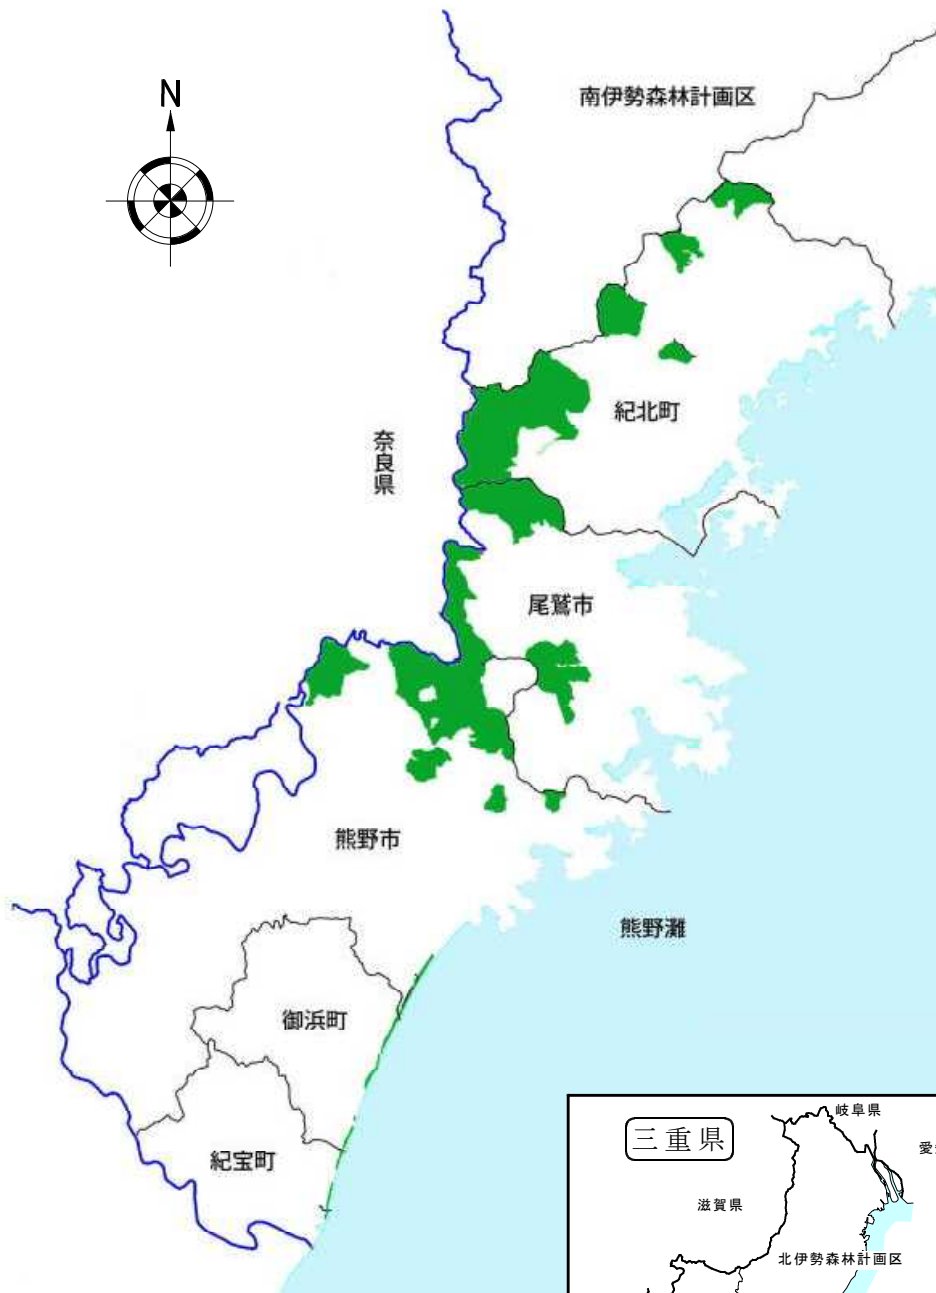 N
南伊勢森林計画区
紀北町
奈良県
尾鷲市
熊野市
熊野灘
御浜町
紀宝町
三重県
岐阜県
滋賀県
北伊勢森林計画区